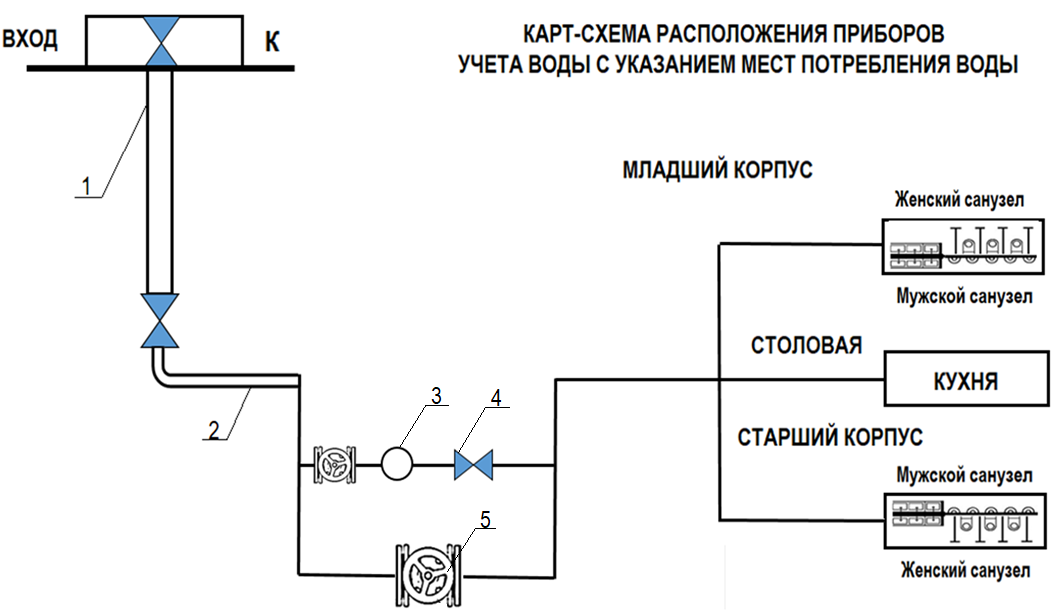 ВХОД
К
КАРТ-СХЕМА РАСПОЛОЖЕНИЯ ПРИБОРОВ
УЧЕТА ВОДЫ С УКАЗАНИЕМ МЕСТ ПОТРЕБЛЕНИЯ ВОДЫ
1
МЛАДШИЙ КОРПУС
Женский санузел
Мужской санузел
СТОЛОВАЯ
КУХНЯ
2
3
4
СТАРШИЙ КОРПУС
Мужской санузел
5
Женский санузел